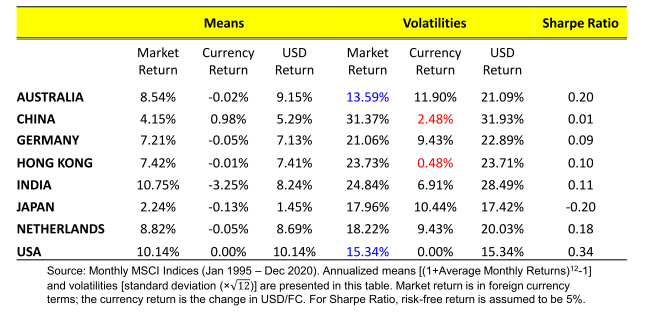 Means Volatilities Sharpe Ratio
Market Currency USD Market Currency USD
Return Return Return Return Return Return
AUSTRALIA 8.54% -0.02% 9.15% 13.59% 11.90% 21.09% 0.20
CHINA 4.15% 0.98% 5.29% 31.37% 2.48% 31.93% 0.01
GERMANY 7.21% -0.05% 7.13% 21.06% 9.43% 22.89% 0.09
HONG KONG 7.42% -0.01% 7.41% 23.73% 0.48% 23.71% 0.10
INDIA 10.75% -3.25% 8.24% 24.84% 6.91% 28.49% 0.11
JAPAN 2.24% -0.13% 1.45% 17.96% 10.44% 17.42% -0.20
NETHERLANDS 8.82% -0.05% 8.69% 18.22% 9.43% 20.03% 0.18
USA 10.14% 0.00% 10.14% 15.34% 0.00% 15.34% 0.34
Source: Monthly MSCI Indices (Jan 1995 – Dec 2020). Annualized means [(1+Average Monthly Returns)¹²-1]
and volatilities [standard deviation (×√12)] are presented in this table. Market return is in foreign currency
terms; the currency return is the change in USD/FC. For Sharpe Ratio, risk-free return is assumed to be 5%.